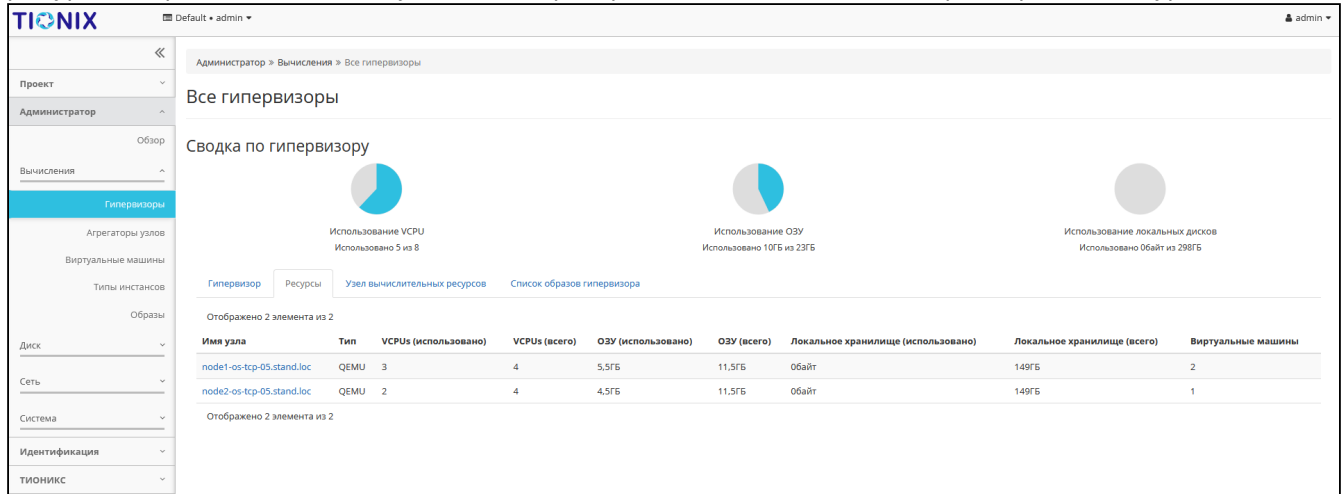 TIONIX
Default • admin
admin
Администратор » Вычисления » Все гипервизоры
Проект
Администратор
Обзор
Вычисления
Гипервизоры
Агрегаторы узлов
Виртуальные машины
Типы инстансов
Образы
Диск
Сеть
Система
Идентификация
ТИОНИКС
Все гипервизоры
Сводка по гипервизору
Использование VCPU
Использовано 5 из 8
Использование ОЗУ
Использовано 10ГБ из 23ГБ
Использование локальных дисков
Использовано 0байт из 298ГБ
Гипервизор Ресурсы Узел вычислительных ресурсов Список образов гипервизора
Отображено 2 элемента из 2
Имя узла Тип VCPUs (использовано) VCPUs (всего) ОЗУ (использовано) ОЗУ (всего) Локальное хранилище (использовано) Локальное хранилище (всего) Виртуальные машины
node1-os-tcp-05.stand.loc QEMU 3 4 5,5ГБ 11,5ГБ 0байт 149ГБ 2
node2-os-tcp-05.stand.loc QEMU 2 4 4,5ГБ 11,5ГБ 0байт 149ГБ 1
Отображено 2 элемента из 2